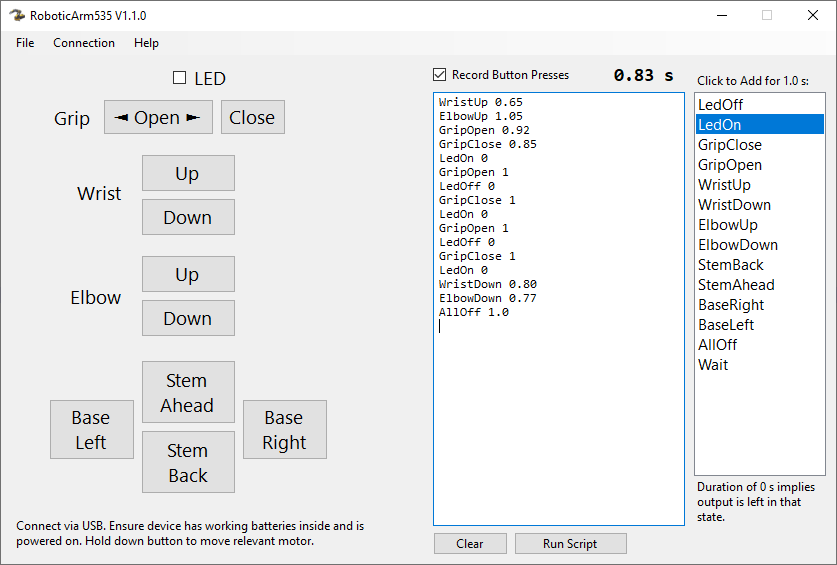 RoboticArm535 V1.1.0
File Connection Help
LED
Grip ◄ Open ► Close
Wrist
Up
Down
Elbow
Up
Down
Stem
Ahead
Base
Left
Base
Right
Stem
Back
Connect via USB. Ensure device has working batteries inside and is
powered on. Hold down button to move relevant motor.
Record Button Presses 0.83 s
WristUp 0.65
ElbowUp 1.05
GripOpen 0.92
GripClose 0.85
LedOn 0
GripOpen 1
LedOff 0
GripClose 1
LedOn 0
GripOpen 1
LedOff 0
GripClose 1
LedOn 0
WristDown 0.80
ElbowDown 0.77
AllOff 1.0
Clear Run Script
Click to Add for 1.0 s:
LedOff
LedOn
GripClose
GripOpen
WristUp
WristDown
ElbowUp
ElbowDown
StemBack
StemAhead
BaseRight
BaseLeft
AllOff
Wait
Duration of 0 s implies
output is left in that
state.